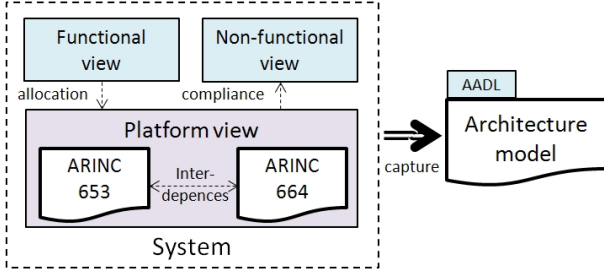 Functional
view
Non-functional
view
allocation
compliance
Platform view
ARINC
653
Inter-
depences
ARINC
664
System
capture
AADL
Architecture
model